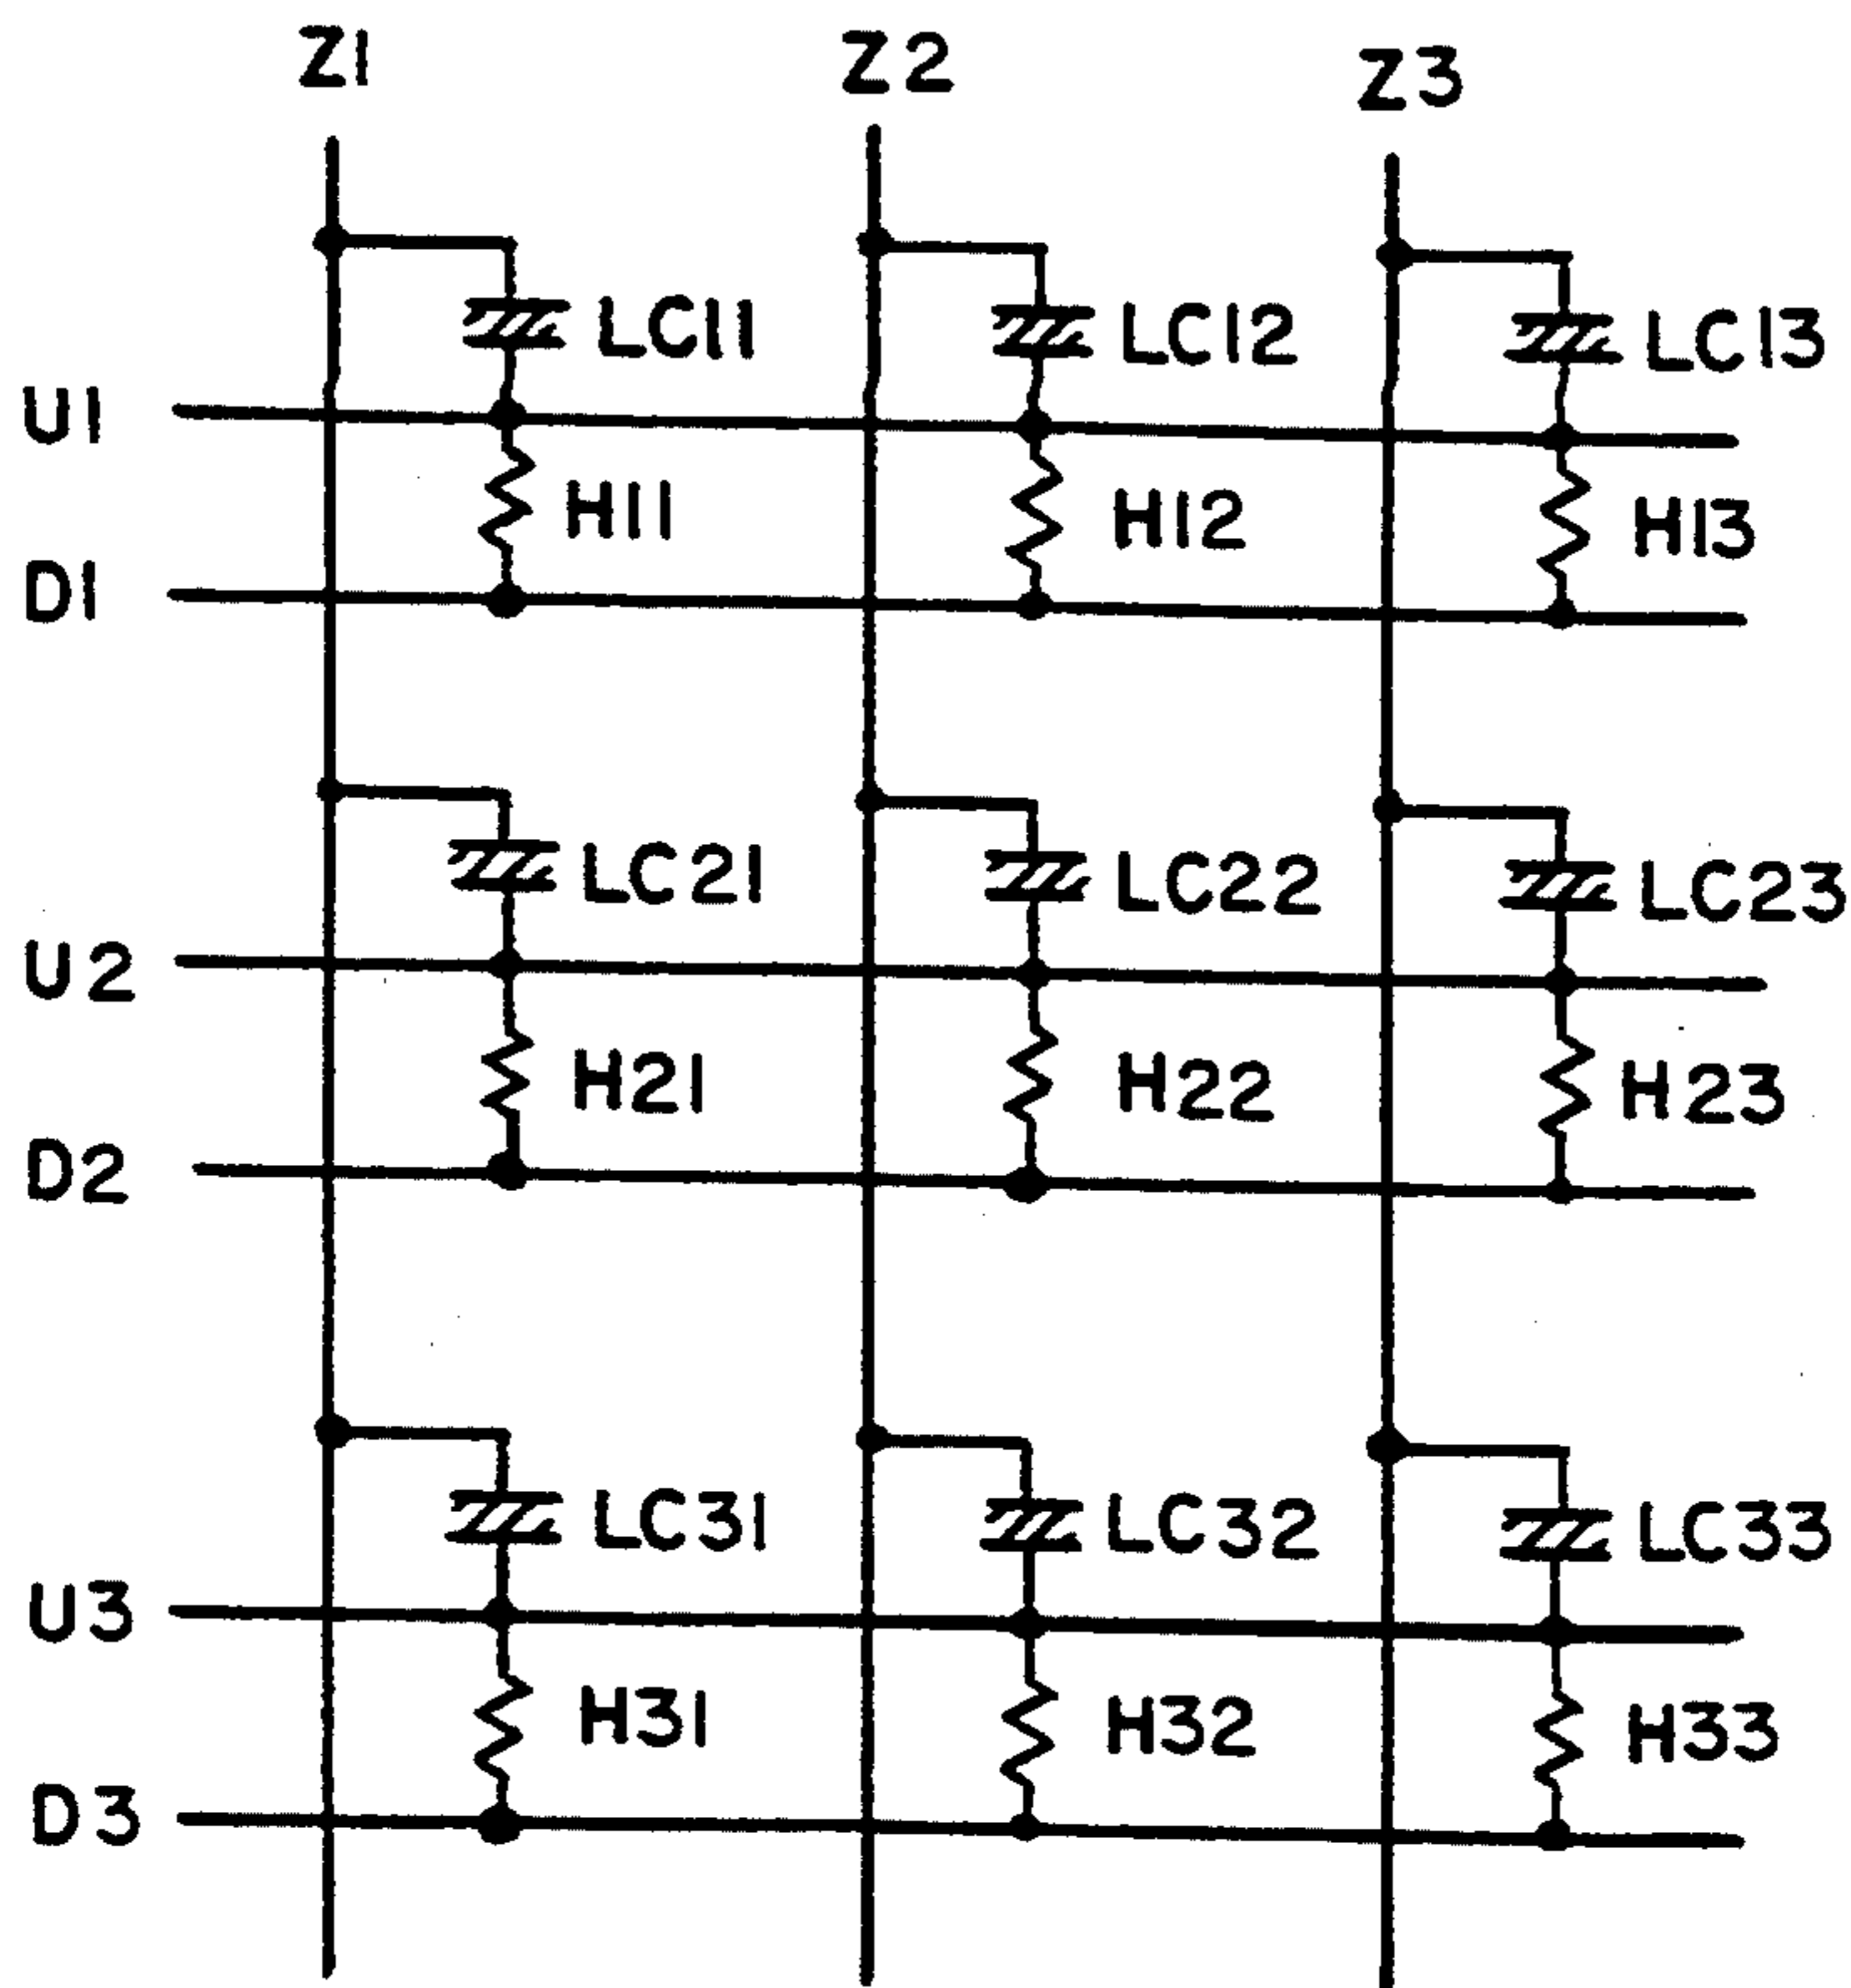 Z1 Z2 Z3
LC11 LC12 LC13
U1
H11 H12 H13
D1
LC21 LC22 LC23
U2
H21 H22 H23
D2
LC31 LC32 LC33
U3
H31 H32 H33
D3